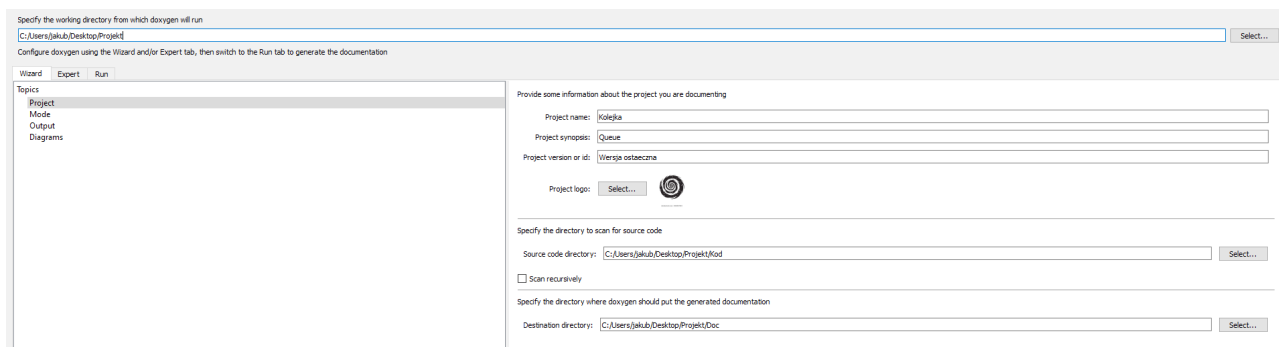 Specify the working directory from which doxygen will run
C:/Users/jakub/Desktop/Projekt
Select...
Configure doxygen using the Wizard and/or Expert tab, then switch to the Run tab to generate the documentation
Wizard Expert Run
Topics
Project
Mode
Output
Diagrams
Provide some information about the project you are documenting
Project name: Kolejka
Project synopsis: Queue
Project version or id: Wersja ostaeczna
Project logo: Select...
Specify the directory to scan for source code
Source code directory: C:/Users/jakub/Desktop/Projekt/Kod Select...
Scan recursively
Specify the directory where doxygen should put the generated documentation
Destination directory: C:/Users/jakub/Desktop/Projekt/Doc Select...